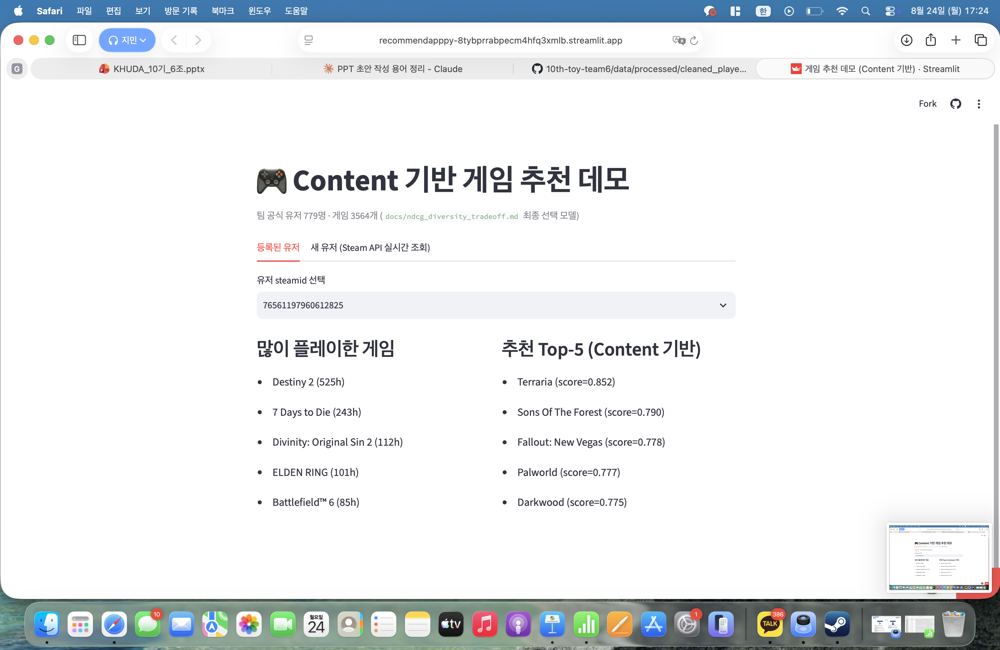 Safari 파일 편집 보기 방문 기록 북마크 윈도우 도움말 한 8월 24일 (월) 17:24
지민 recommendapppy-8tybprrabpecm4hfq3xmlb.streamlit.app
G KHUDA_10기_6조.pptx PPT 초안 작성 용어 정리 - Claude 10th-toy-team6/data/processed/cleaned_playe... 게임 추천 데모 (Content 기반) · Streamlit
Fork
Content 기반 게임 추천 데모
팀 공식 유저 779명 · 게임 3564개 ( docs/ndcg_diversity_tradeoff.md 최종 선택 모델)
등록된 유저 새 유저 (Steam API 실시간 조회)
유저 steamid 선택
76561197960612825
많이 플레이한 게임
Destiny 2 (525h)
7 Days to Die (243h)
Divinity: Original Sin 2 (112h)
ELDEN RING (101h)
Battlefield™ 6 (85h)
추천 Top-5 (Content 기반)
Terraria (score=0.852)
Sons Of The Forest (score=0.790)
Fallout: New Vegas (score=0.778)
Palworld (score=0.777)
Darkwood (score=0.775)
Content 기반 게임 추천 데모
10 월요일 24 tv 1 TALK 386